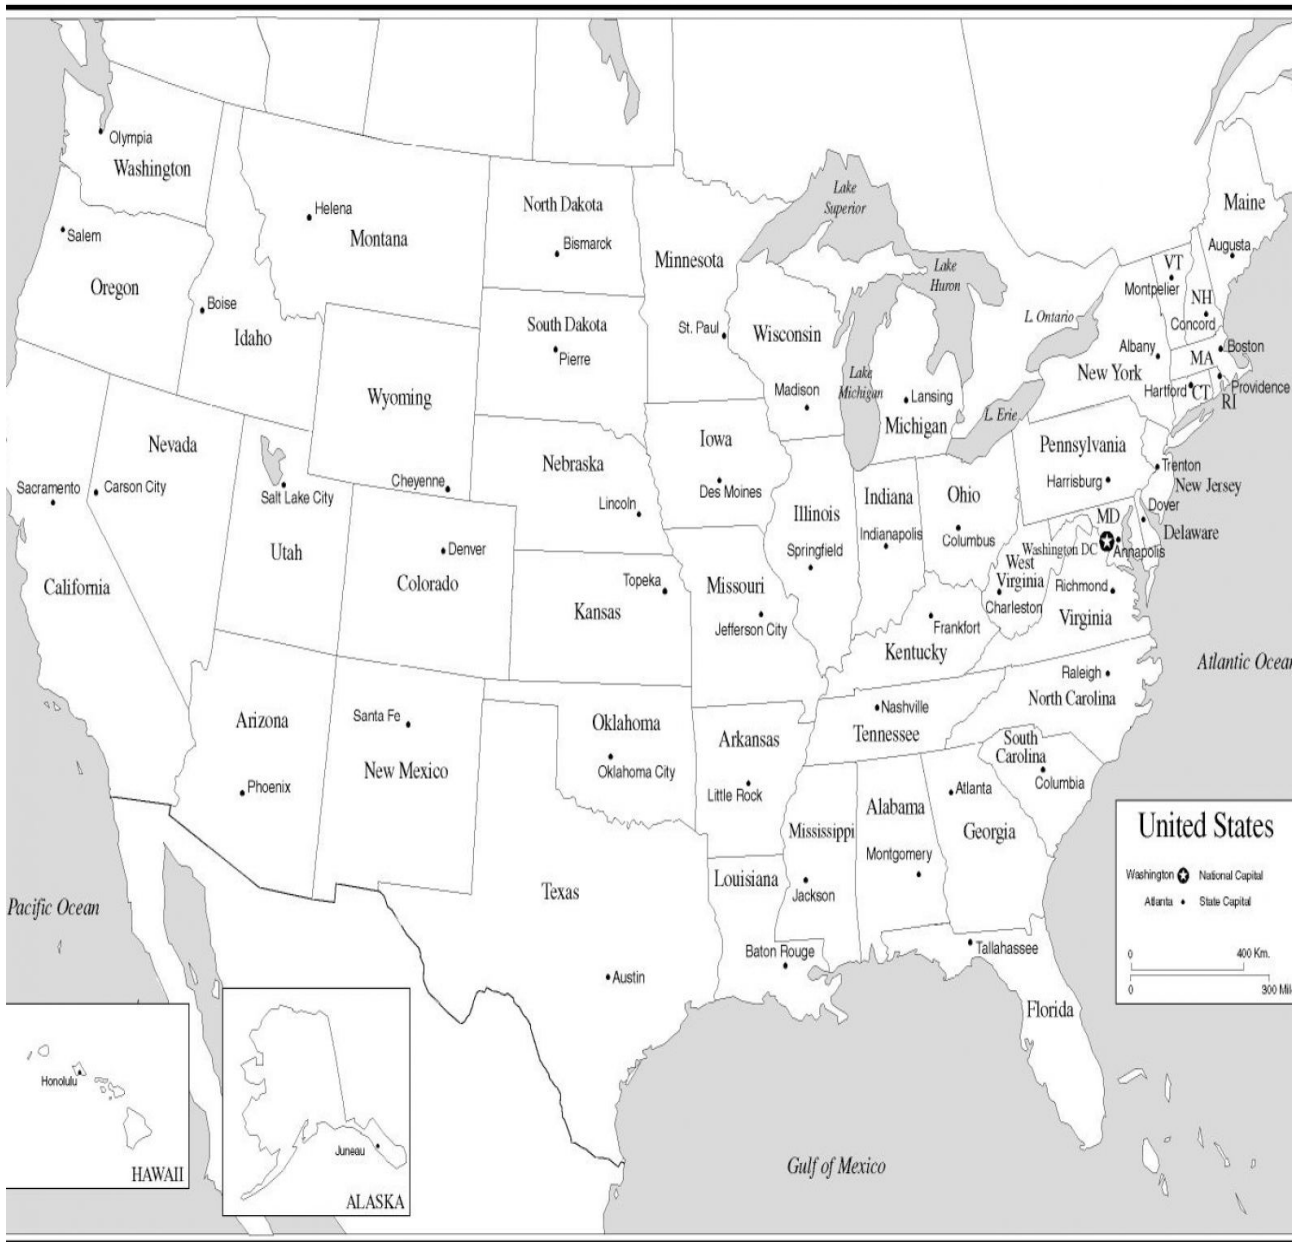 Olympia
Washington
Helena
Montana
North Dakota
Bismarck
Minnesota
Lake
Superior
Maine
Augusta
Salem
Oregon
Boise
Idaho
South Dakota
Pierre
St. Paul
Wisconsin
Madison
Lake
Huron
L. Ontario
VT
Montpelier
NH
Concord
Albany
New York
MA
Boston
Hartford
CT
Providence
RI
Lake
Michigan
Lansing
Michigan
L. Erie
Wyoming
Cheyenne
Nevada
Sacramento
Carson City
Salt Lake City
Utah
Nebraska
Lincoln
Iowa
Des Moines
Illinois
Springfield
Indiana
Indianapolis
Ohio
Columbus
Pennsylvania
Harrisburg
Trenton
New Jersey
Dover
Delaware
MD
Washington DC
Annapolis
West
Virginia
Charleston
Richmond
Virginia
California
Denver
Colorado
Topeka
Kansas
Missouri
Jefferson City
Frankfort
Kentucky
Atlantic Ocean
Raleigh
North Carolina
Arizona
Phoenix
Santa Fe
New Mexico
Oklahoma
Oklahoma City
Arkansas
Little Rock
Nashville
Tennessee
South
Carolina
Columbia
Atlanta
Georgia
Alabama
Montgomery
Mississippi
Jackson
Louisiana
Baton Rouge
Texas
Austin
Tallahassee
Florida
Pacific Ocean
Gulf of Mexico
Honolulu
HAWAII
Juneau
ALASKA
United States
Washington National Capital
Atlanta State Capital
0 400 Km.
0 300 Mil